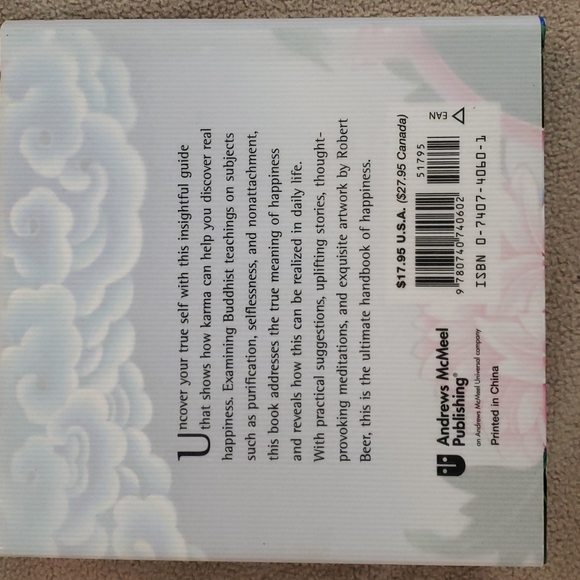 Uncover your true self with this insightful guide
that shows how karma can help you discover real
happiness. Examining Buddhist teachings on subjects
such as purification, selflessness, and nonattachment,
this book addresses the true meaning of happiness
and reveals how this can be realized in daily life.
With practical suggestions, uplifting stories, thought-
provoking meditations, and exquisite artwork by Robert
Beer, this is the ultimate handbook of happiness.
$17.95 U.S.A. ($27.95 Canada)
EAN
51795
9 780740 740602
ISBN 0-7407-4060-1
Andrews McMeel
Publishing®
an Andrews McMeel Universal company
Printed in China